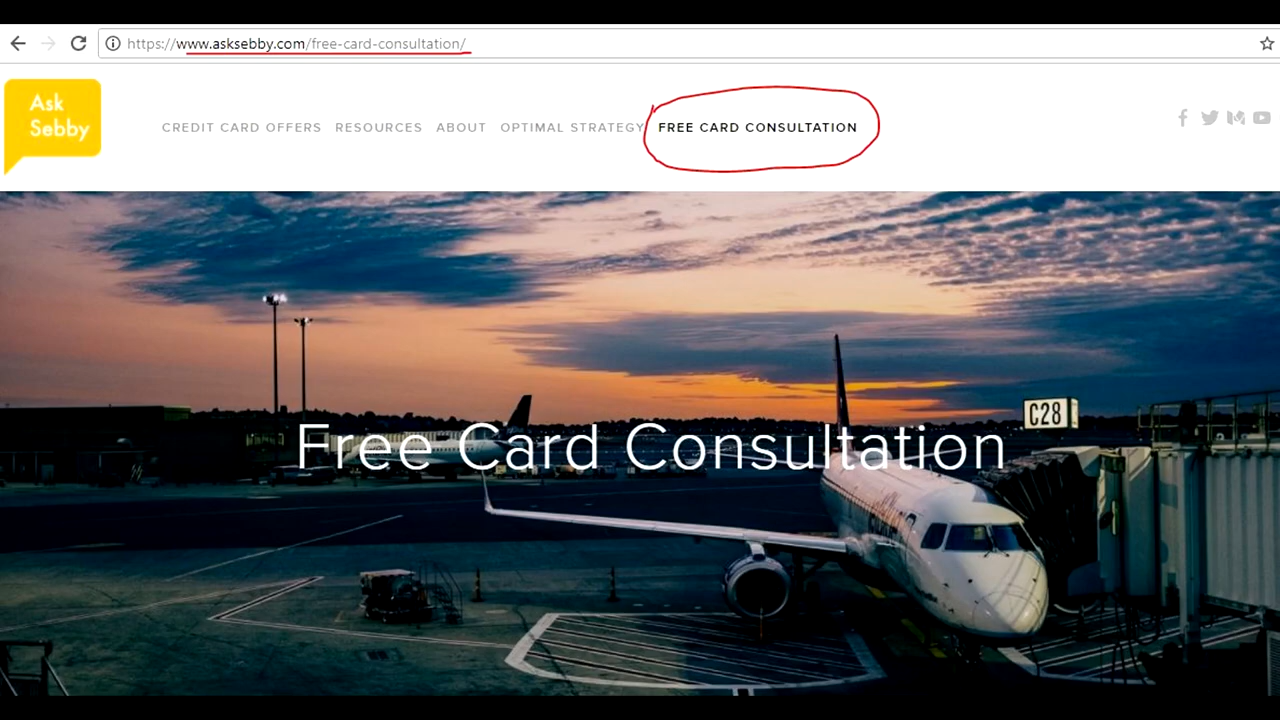 https://www.asksebby.com/free-card-consultation/
Ask
Sebby
CREDIT CARD OFFERS RESOURCES ABOUT OPTIMAL STRATEGY FREE CARD CONSULTATION
C28
Free Card Consultation